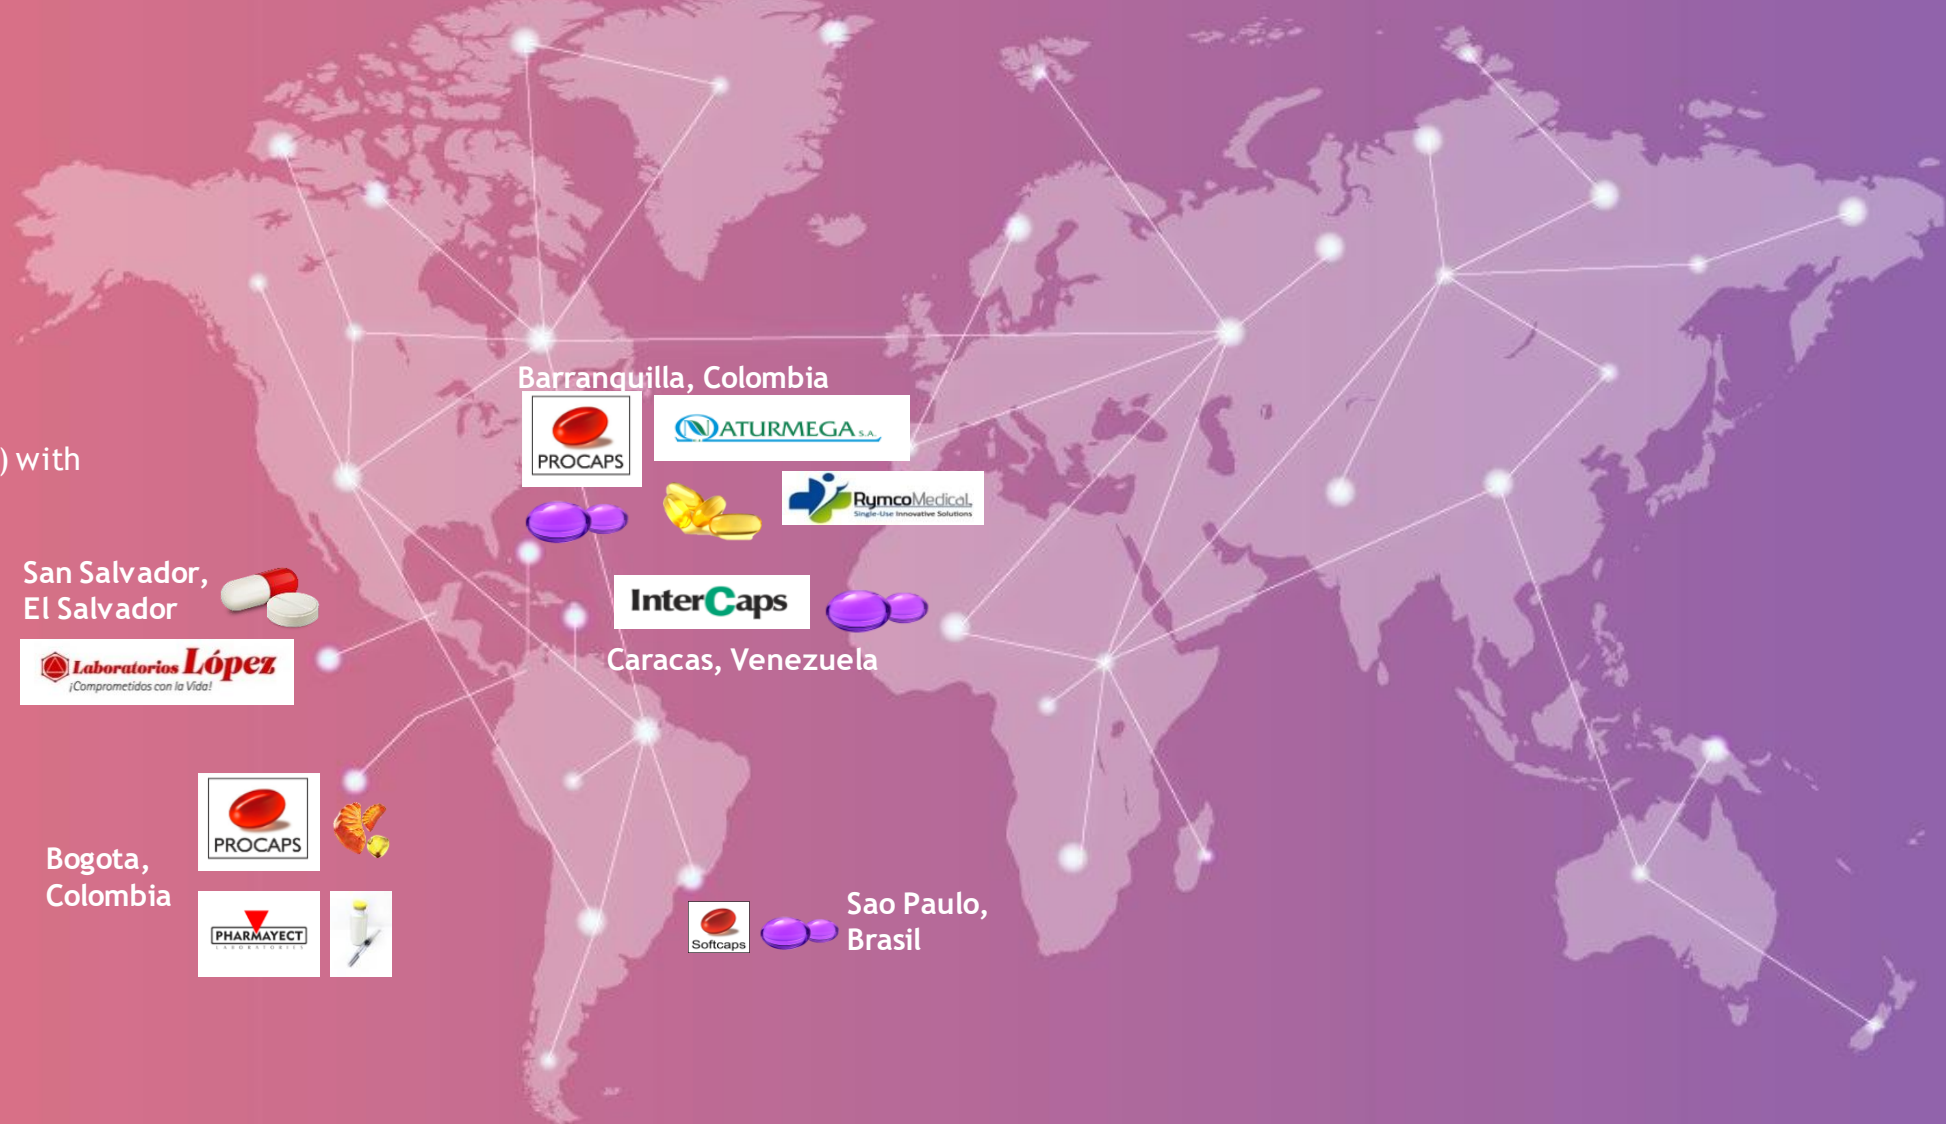 Barranquilla, Colombia
PROCAPS
NATURMEGA S.A.
) with
RymcoMedical
Single-Use Innovative Solutions
San Salvador,
El Salvador
InterCaps
Caracas, Venezuela
Laboratorios López
¡Comprometidos con la Vida!
PROCAPS
Bogota,
Colombia
PHARMAYECT
LABORATORIES
Softcaps
Sao Paulo,
Brasil